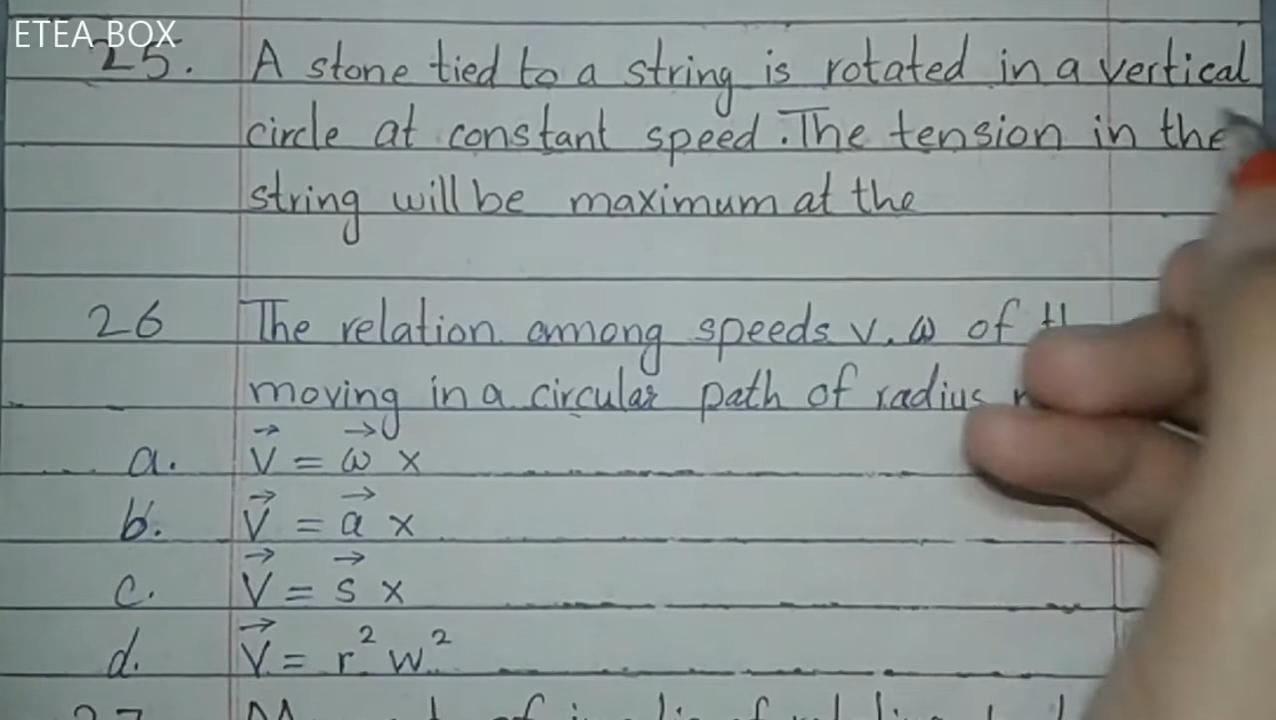 ETEA BOX
25. A stone tied to a string is rotated in a vertical
circle at constant speed. The tension in the
string will be maximum at the
26 The relation among speeds v, ω of
moving in a circular path of radius
a. v⃗ = ω⃗ ×
b. v⃗ = a⃗ ×
c. v⃗ = s⃗ ×
d. v⃗ = r² w²
27